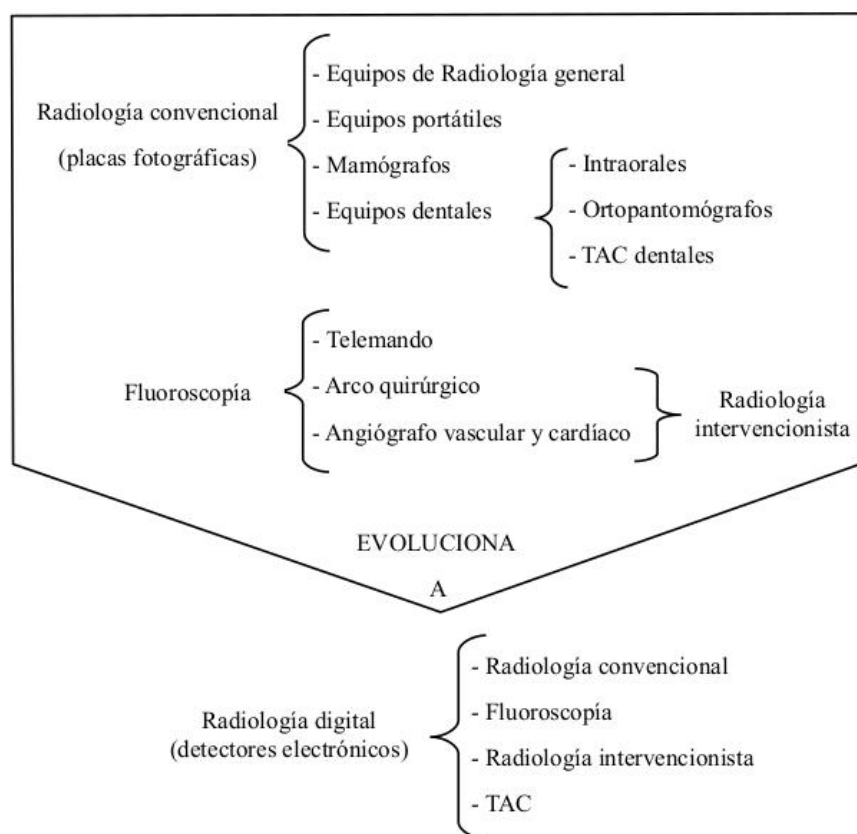 Radiología convencional
(placas fotográficas)
- Equipos de Radiología general
- Equipos portátiles
- Mamógrafos
- Equipos dentales
- Intraorales
- Ortopantomógrafos
- TAC dentales
Fluoroscopía
- Telemando
- Arco quirúrgico
- Angiógrafo vascular y cardíaco
Radiología
intervencionista
EVOLUCIONA
A
Radiología digital
(detectores electrónicos)
- Radiología convencional
- Fluoroscopía
- Radiología intervencionista
- TAC